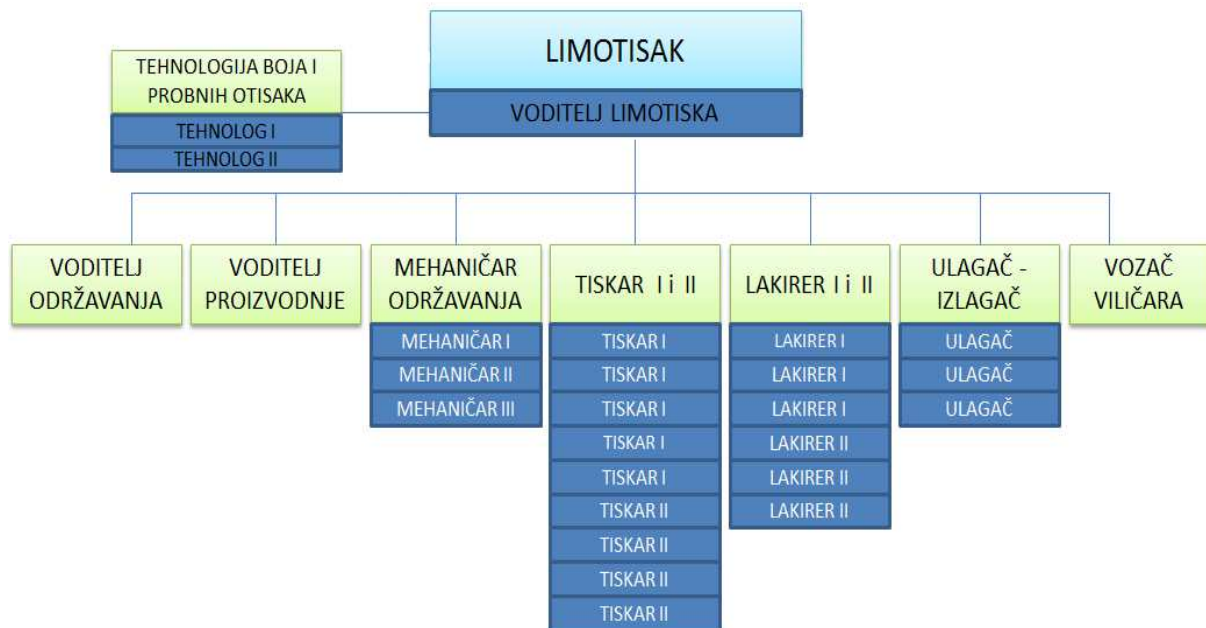 LIMOTISAK
VODITELJ LIMOTISKA
TEHNOLOGIJA BOJA I
PROBNIH OTISAKA
TEHNOLOG I
TEHNOLOG II
VODITELJ
ODRŽAVANJA
VODITELJ
PROIZVODNJE
MEHANIČAR
ODRŽAVANJA
MEHANIČAR I
MEHANIČAR II
MEHANIČAR III
TISKAR I i II
TISKAR I
TISKAR I
TISKAR I
TISKAR I
TISKAR I
TISKAR II
TISKAR II
TISKAR II
TISKAR II
LAKIRER I i II
LAKIRER I
LAKIRER I
LAKIRER I
LAKIRER II
LAKIRER II
LAKIRER II
ULAGAČ -
IZLAGAČ
ULAGAČ
ULAGAČ
ULAGAČ
VOZAČ
VILIČARA